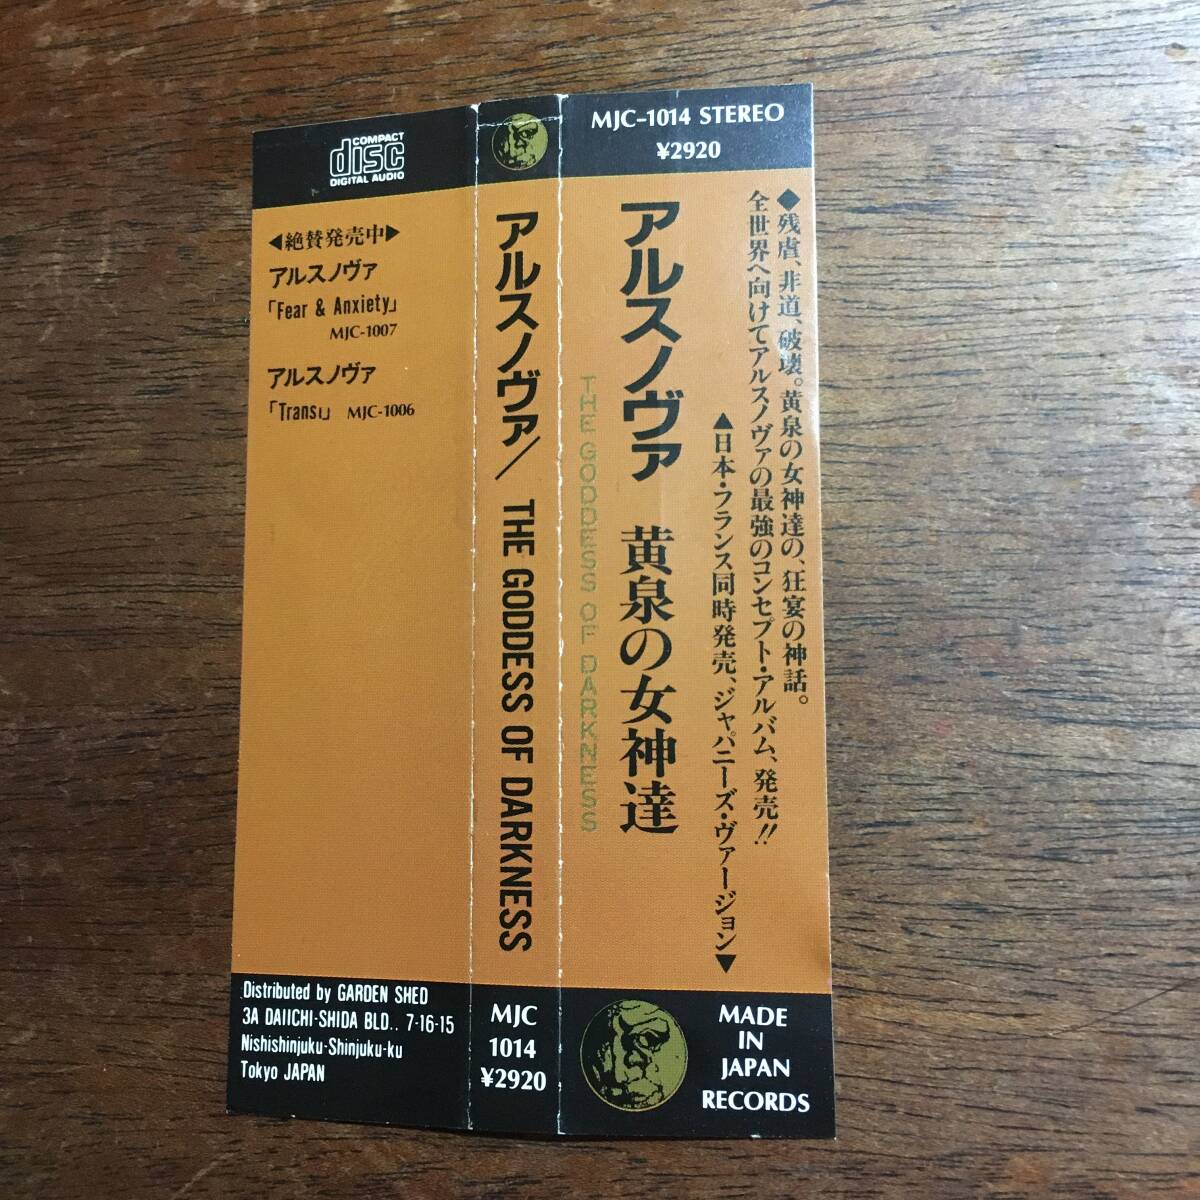 MJC-1014 STEREO
¥2920
◆残虐、非道、破壊。黄泉の女神達の、狂宴の神話。
全世界へ向けてアルスノヴァの最強のコンセプト・アルバム、発売!!
▲日本・フランス同時発売、ジャパニーズ・ヴァージョン▼
アルスノヴァ 黄泉の女神達
THE GODDESS OF DARKNESS
MADE
IN
JAPAN
RECORDS
アルスノヴァ/THE GODDESS OF DARKNESS
MJC
1014
¥2920
COMPACT
disc
DIGITAL AUDIO
◀絶賛発売中▶
アルスノヴァ
「Fear & Anxiety」
MJC-1007
アルスノヴァ
「Transi」 MJC-1006
Distributed by GARDEN SHED
3A DAIICHI-SHIDA BLD.. 7-16-15
Nishishinjuku-Shinjuku-ku
Tokyo JAPAN